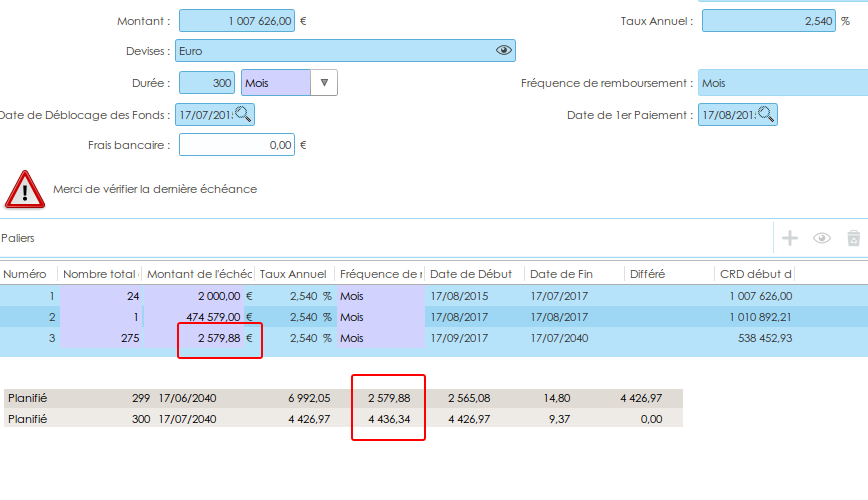 Montant : 1 007 626,00 € Taux Annuel : 2,540 %
Devises : Euro
Durée : 300 Mois Fréquence de remboursement : Mois
Date de Déblocage des Fonds : 17/07/201 Date de 1er Paiement : 17/08/201
Frais bancaire : 0,00 €
Merci de vérifier la dernière échéance
Paliers
Numéro Nombre total Montant de l'échéc Taux Annuel Fréquence de r Date de Début Date de Fin Différé CRD début d
1 24 2 000,00 € 2,540 % Mois 17/08/2015 17/07/2017 1 007 626,00
2 1 474 579,00 € 2,540 % Mois 17/08/2017 17/08/2017 1 010 892,21
3 275 2 579,88 € 2,540 % Mois 17/09/2017 17/07/2040 538 452,93
Planifié 299 17/06/2040 6 992,05 2 579,88 2 565,08 14,80 4 426,97
Planifié 300 17/07/2040 4 426,97 4 436,34 4 426,97 9,37 0,00